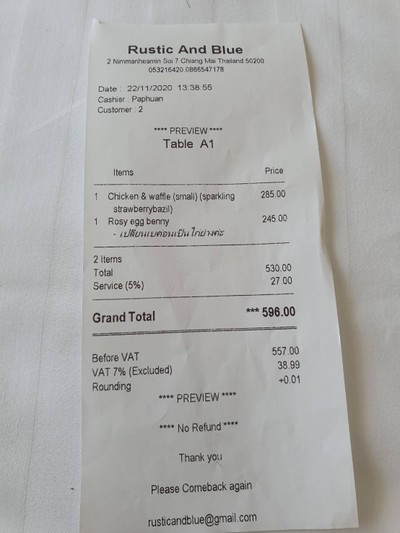 Rustic And Blue
2 Nimmanheamin Soi 7 Chiang Mai Thailand 50200
053216420 0866547178
Date : 22/11/2020 13:38:55
Cashier : Paphuan
Customer : 2
**** PREVIEW ****
Table A1
Items Price
1 Chicken & waffle (small) (sparkling 285.00
strawberrybazil)
1 Rosy egg benny 245.00
- เปลี่ยนเบคอนเป็นไก่ย่างค่ะ
2 Items
Total 530.00
Service (5%) 27.00
Grand Total *** 596.00
Before VAT 557.00
VAT 7% (Excluded) 38.99
Rounding +0.01
**** PREVIEW ****
**** No Refund ****
Thank you
Please Comeback again
rusticandblue@gmail.com